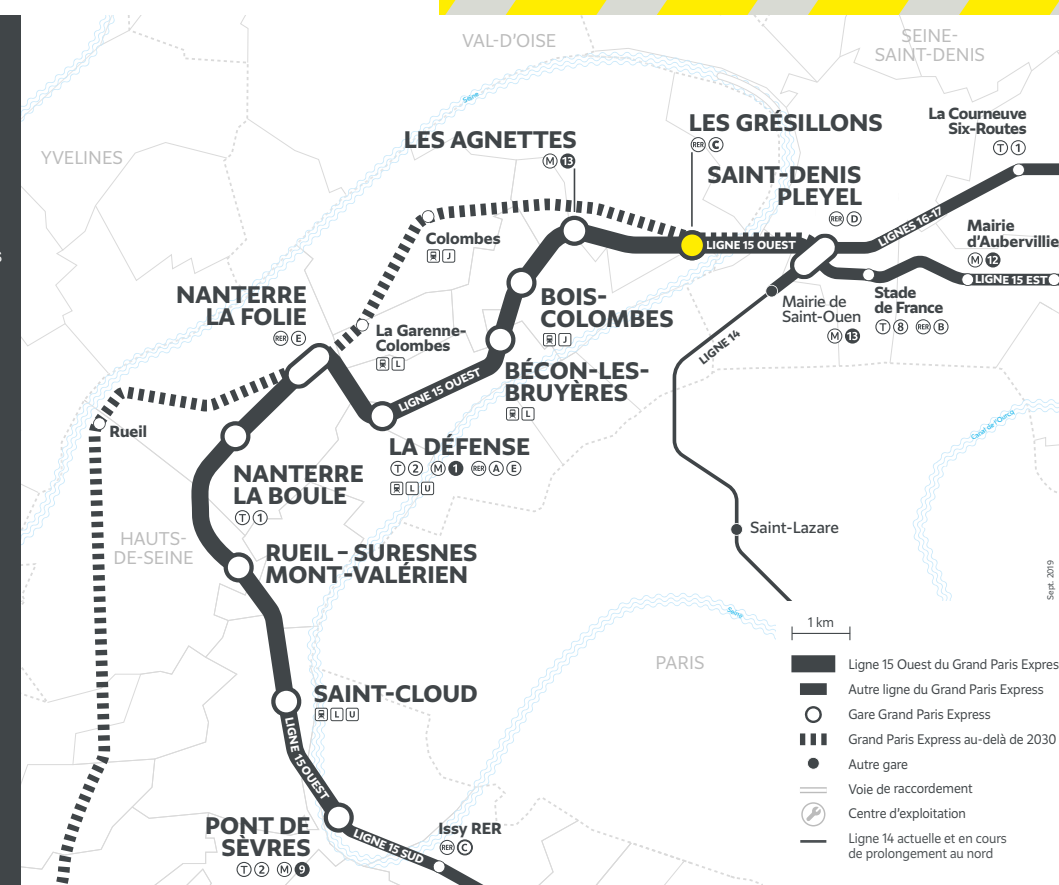 VAL-D'OISE
SEINE-
SAINT-DENIS
YVELINES
Seine
LES AGNETTES
M 13
LES GRÉSILLONS
RER C
La Courneuve
Six-Routes
T 1
SAINT-DENIS
PLEYEL
RER D
LIGNES 16-17
Mairie
d'Aubervillie
M 12
LIGNE 15 OUEST
LIGNE 15 EST
Colombes
J
Stade
de France
T 8 RER B
Mairie de
Saint-Ouen
M 13
NANTERRE
LA FOLIE
RER E
BOIS-
COLOMBES
J
La Garenne-
Colombes
L
LIGNE 14
LIGNE 15 OUEST
BÉCON-LES-
BRUYÈRES
L
Rueil
Canal de l'Ourcq
LA DÉFENSE
T 2 M 1 RER A E
L U
NANTERRE
LA BOULE
T 1
HAUTS-
DE-SEINE
Saint-Lazare
RUEIL – SURESNES
MONT-VALÉRIEN
Sept. 2019
Seine
1 km
PARIS
SAINT-CLOUD
L U
LIGNE 15 OUEST
PONT DE
SÈVRES
T 2 M 9
LIGNE 15 SUD
Issy RER
RER C
Ligne 15 Ouest du Grand Paris Expres
Autre ligne du Grand Paris Express
Gare Grand Paris Express
Grand Paris Express au-delà de 2030
Autre gare
Voie de raccordement
Centre d'exploitation
Ligne 14 actuelle et en cours
de prolongement au nord